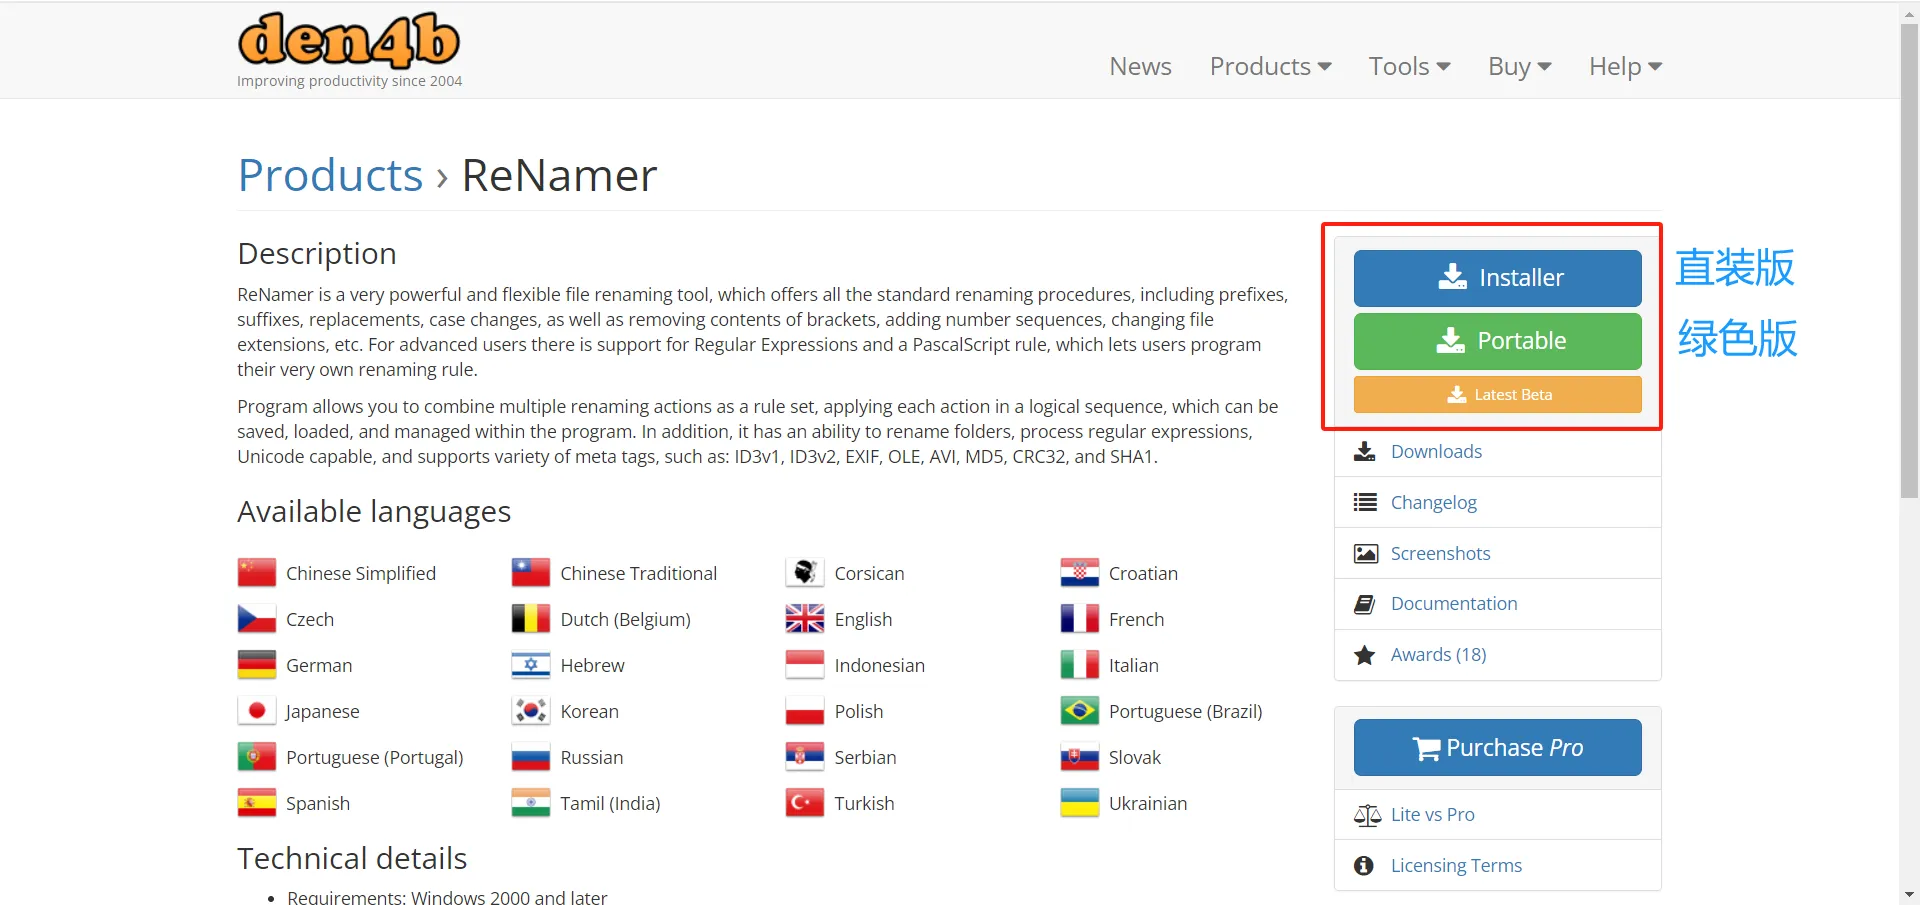 den4b
Improving productivity since 2004
News
Products
Tools
Buy
Help
Products › ReNamer
Description
ReNamer is a very powerful and flexible file renaming tool, which offers all the standard renaming procedures, including prefixes,
suffixes, replacements, case changes, as well as removing contents of brackets, adding number sequences, changing file
extensions, etc. For advanced users there is support for Regular Expressions and a PascalScript rule, which lets users program
their very own renaming rule.
Program allows you to combine multiple renaming actions as a rule set, applying each action in a logical sequence, which can be
saved, loaded, and managed within the program. In addition, it has an ability to rename folders, process regular expressions,
Unicode capable, and supports variety of meta tags, such as: ID3v1, ID3v2, EXIF, OLE, AVI, MD5, CRC32, and SHA1.
Available languages
Chinese Simplified
Chinese Traditional
Corsican
Croatian
Czech
Dutch (Belgium)
English
French
German
Hebrew
Indonesian
Italian
Japanese
Korean
Polish
Portuguese (Brazil)
Portuguese (Portugal)
Russian
Serbian
Slovak
Spanish
Tamil (India)
Turkish
Ukrainian
Technical details
• Requirements: Windows 2000 and later
Installer
直装版
Portable
绿色版
Latest Beta
Downloads
Changelog
Screenshots
Documentation
Awards (18)
Purchase Pro
Lite vs Pro
Licensing Terms